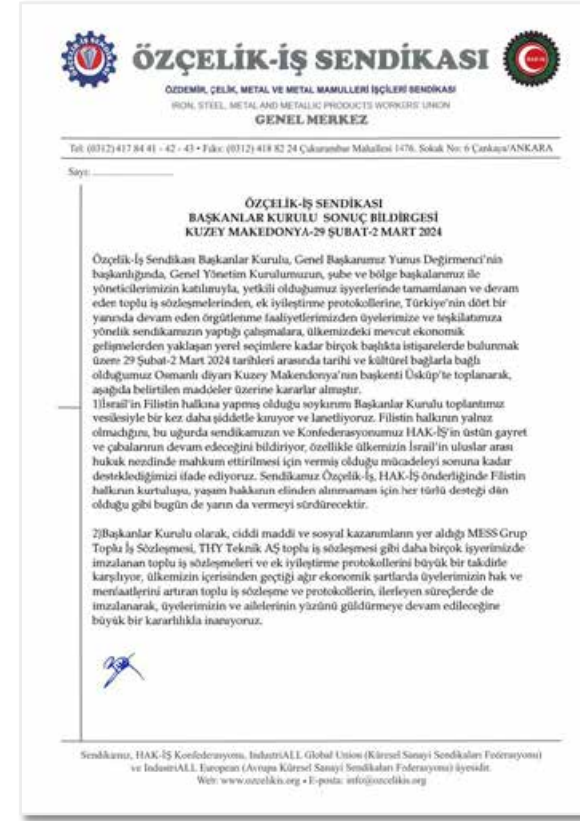 ÖZÇELİK-İŞ SENDİKASI
HAK-İŞ
ÖZDEMİR, ÇELİK, METAL VE METAL MAMULLERİ İŞÇİLERİ SENDİKASI
IRON, STEEL, METAL AND METALLIC PRODUCTS WORKERS' UNION
GENEL MERKEZ
Tel: (0312) 417 84 41 - 42 - 43 • Faks: (0312) 418 82 24 Çukurambar Mahallesi 1476. Sokak No: 6 Çankaya/ANKARA
Sayı:
ÖZÇELİK-İŞ SENDİKASI
BAŞKANLAR KURULU SONUÇ BİLDİRGESİ
KUZEY MAKEDONYA-29 ŞUBAT-2 MART 2024
Özçelik-İş Sendikası Başkanlar Kurulu, Genel Başkanımız Yunus Değirmenci'nin
başkanlığında, Genel Yönetim Kurulumuzun, şube ve bölge başkalarımız ile
yöneticilerimizin katılımıyla, yetkili olduğumuz işyerlerinde tamamlanan ve devam
eden toplu iş sözleşmelerinden, ek iyileştirme protokollerine, Türkiye'nin dört bir
yanında devam eden örgütlenme faaliyetlerimizden üyelerimize ve teşkilatımıza
yönelik sendikamızın yaptığı çalışmalara, ülkemizdeki mevcut ekonomik
gelişmelerden yaklaşan yerel seçimlere kadar birçok başlıkta istişarelerde bulunmak
üzere 29 Şubat-2 Mart 2024 tarihleri arasında tarihi ve kültürel bağlarla bağlı
olduğumuz Osmanlı diyarı Kuzey Makendonya'nın başkenti Üsküp'te toplanarak,
aşağıda belirtilen maddeler üzerine kararlar almıştır.
1)İsrail'in Filistin halkına yapmış olduğu soykırımı Başkanlar Kurulu toplantımız
vesilesiyle bir kez daha şiddetle kınıyor ve lanetliyoruz. Filistin halkının yalnız
olmadığını, bu uğurda sendikamızın ve Konfederasyonumuz HAK-İŞ'in üstün gayret
ve çabalarının devam edeceğini bildiriyor, özellikle ülkemizin İsrail'in uluslar arası
hukuk nezdinde mahkum ettirilmesi için vermiş olduğu mücadeleyi sonuna kadar
desteklediğimizi ifade ediyoruz. Sendikamız Özçelik-İş, HAK-İŞ önderliğinde Filistin
halkının kurtuluşu, yaşam hakkının elinden alınmaması için her türlü desteği dün
olduğu gibi bugün de yarın da vermeyi sürdürecektir.
2)Başkanlar Kurulu olarak, ciddi maddi ve sosyal kazanımların yer aldığı MESS Grup
Toplu İş Sözleşmesi, THY Teknik AŞ toplu iş sözleşmesi gibi daha birçok işyerimizde
imzalanan toplu iş sözleşmeleri ve ek iyileştirme protokollerini büyük bir takdirle
karşılıyor, ülkemizin içerisinden geçtiği ağır ekonomik şartlarda üyelerimizin hak ve
menfaatlerini artıran toplu iş sözleşme ve protokollerin, ilerleyen süreçlerde de
imzalanarak, üyelerimizin ve ailelerinin yüzünü güldürmeye devam edileceğine
büyük bir kararlılıkla inanıyoruz.
Sendikamız, HAK-İŞ Konfederasyonu, IndustriALL Global Union (Küresel Sanayi Sendikaları Federasyonu)
ve IndustriALL European (Avrupa Küresel Sanayi Sendikaları Federasyonu) üyesidir.
Web: www.ozcelikis.org • E-posta: info@ozcelikis.org